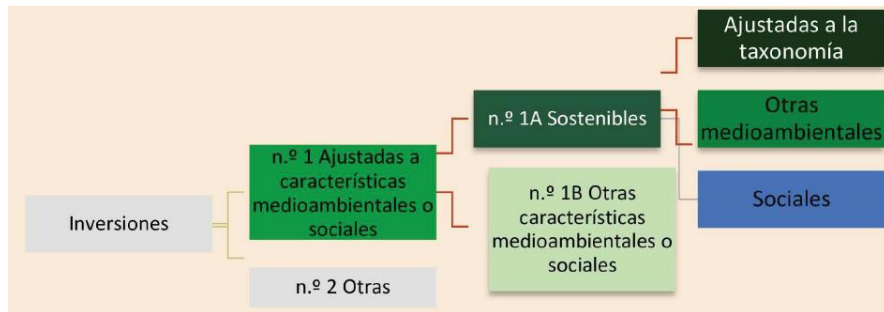 Inversiones
n.º 1 Ajustadas a
características
medioambientales o
sociales
n.º 2 Otras
n.º 1A Sostenibles
n.º 1B Otras
características
medioambientales o
sociales
Ajustadas a la
taxonomía
Otras
medioambientales
Sociales